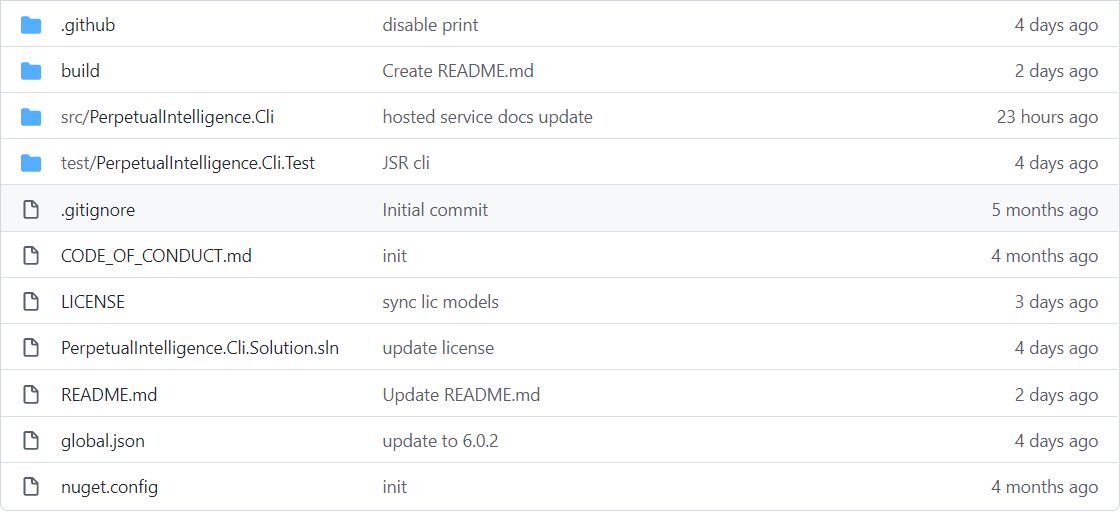 .github disable print 4 days ago
build Create README.md 2 days ago
src/PerpetualIntelligence.Cli hosted service docs update 23 hours ago
test/PerpetualIntelligence.Cli.Test JSR cli 4 days ago
.gitignore Initial commit 5 months ago
CODE_OF_CONDUCT.md init 4 months ago
LICENSE sync lic models 3 days ago
PerpetualIntelligence.Cli.Solution.sln update license 4 days ago
README.md Update README.md 2 days ago
global.json update to 6.0.2 4 days ago
nuget.config init 4 months ago